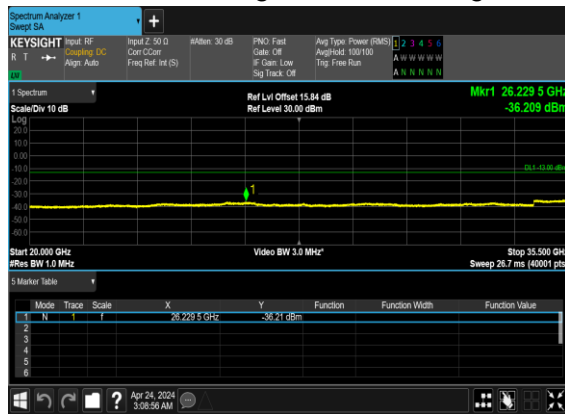 Spectrum Analyzer 1
Swept SA
+
KEYSIGHT Input: RF Input Z: 50 Ω #Atten: 30 dB PNO: Fast Avg Type: Power (RMS) 1 2 3 4 5 6
R T Coupling: DC Corr CCorr Gate: Off Avg|Hold: 100/100 A W W W W W
Align: Auto Freq Ref: Int (S) IF Gain: Low Trig: Free Run
LW Sig Track: Off A N N N N N
1 Spectrum Ref Lvl Offset 15.84 dB Mkr1 26.229 5 GHz
Scale/Div 10 dB Ref Level 30.00 dBm -36.209 dBm
Log
20.0
10.0
0.00
-10.0 DL1 -13.00 dBm
-20.0
-30.0 1
-40.0
-50.0
-60.0
Start 20.000 GHz Video BW 3.0 MHz* Stop 35.500 GHz
#Res BW 1.0 MHz Sweep 26.7 ms (40001 pts)
5 Marker Table
Mode Trace Scale X Y Function Function Width Function Value
1 N 1 f 26.229 5 GHz -36.21 dBm
2
3
4
5
6
? Apr 24, 2024
3:08:56 AM